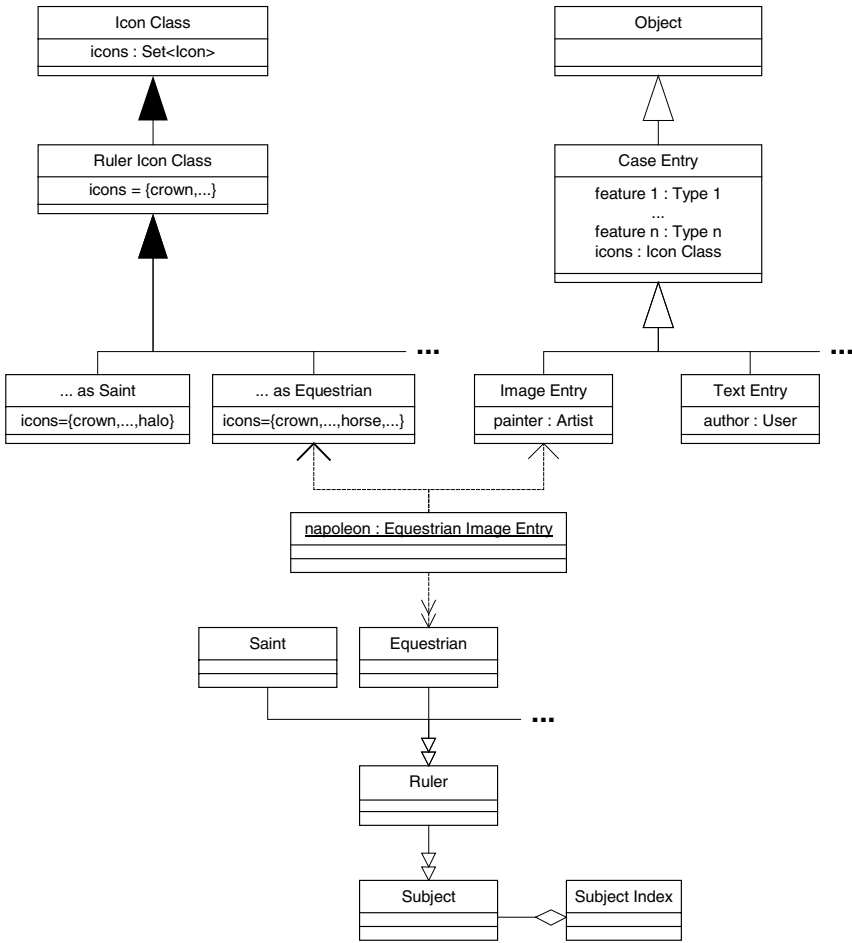 Icon Class
icons : Set<Icon>
Object
Ruler Icon Class
icons = {crown,...}
Case Entry
feature 1 : Type 1
...
feature n : Type n
icons : Icon Class
...
...
... as Saint
icons={crown,...,halo}
... as Equestrian
icons={crown,...,horse,...}
Image Entry
painter : Artist
Text Entry
author : User
napoleon : Equestrian Image Entry
Saint
Equestrian
...
Ruler
Subject
Subject Index